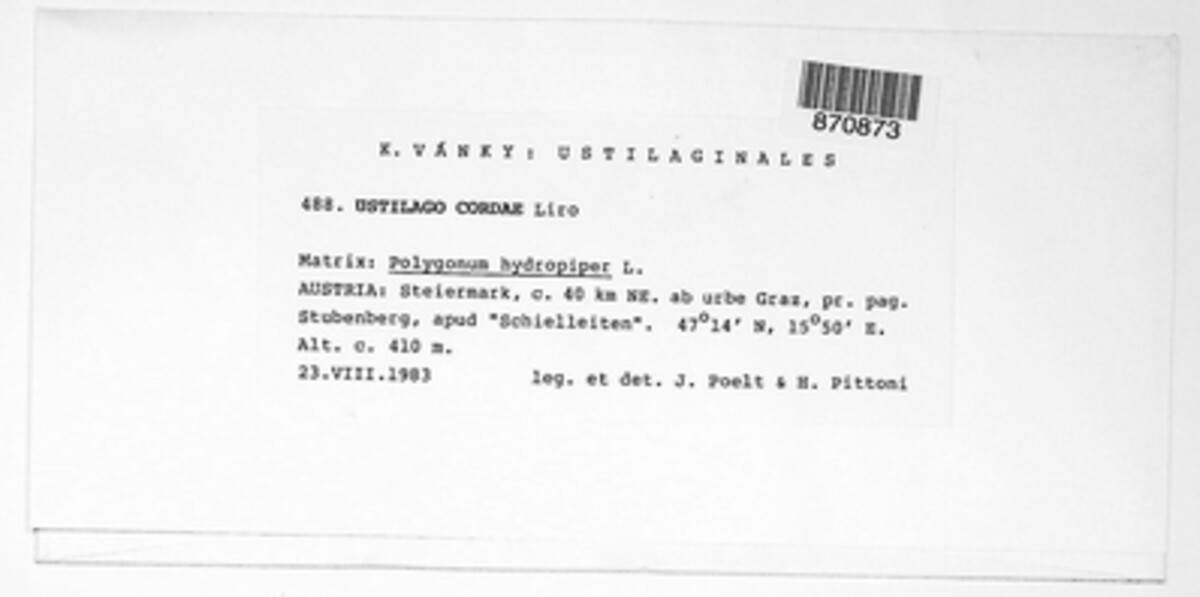 870873
K. VÁNKY: USTILAGINALES
488. USTILAGO CORDAE Liro
Matrix: Polygonum hydropiper L.
AUSTRIA: Steiermark, c. 40 km NE. ab urbe Graz, pr. pag.
Stubenberg, apud "Schielleiten". 47°14' N, 15°50' E.
Alt. c. 410 m.
23.VIII.1983 leg. et det. J. Poelt & H. Pittoni